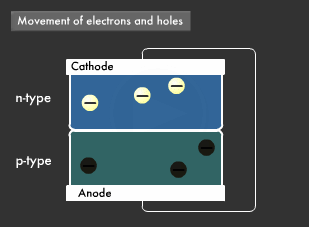 Movement of electrons and holes
Cathode
n-type
p-type
Anode